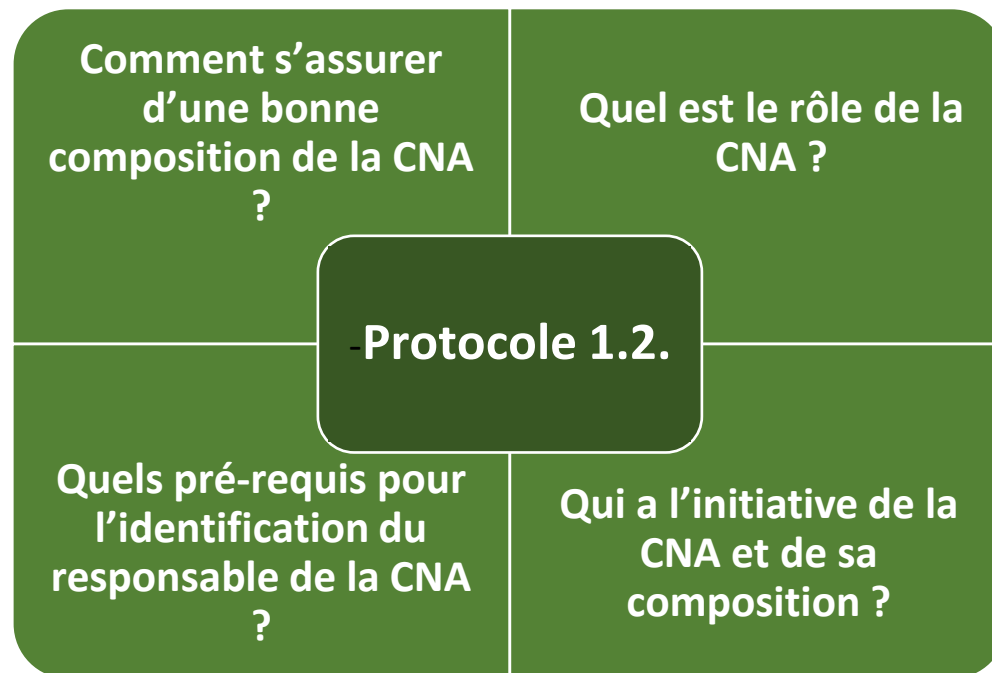 Comment s’assurer
d’une bonne
composition de la CNA
?
Quel est le rôle de la
CNA ?
-Protocole 1.2.
Quels pré-requis pour
l’identification du
responsable de la CNA
?
Qui a l’initiative de la
CNA et de sa
composition ?